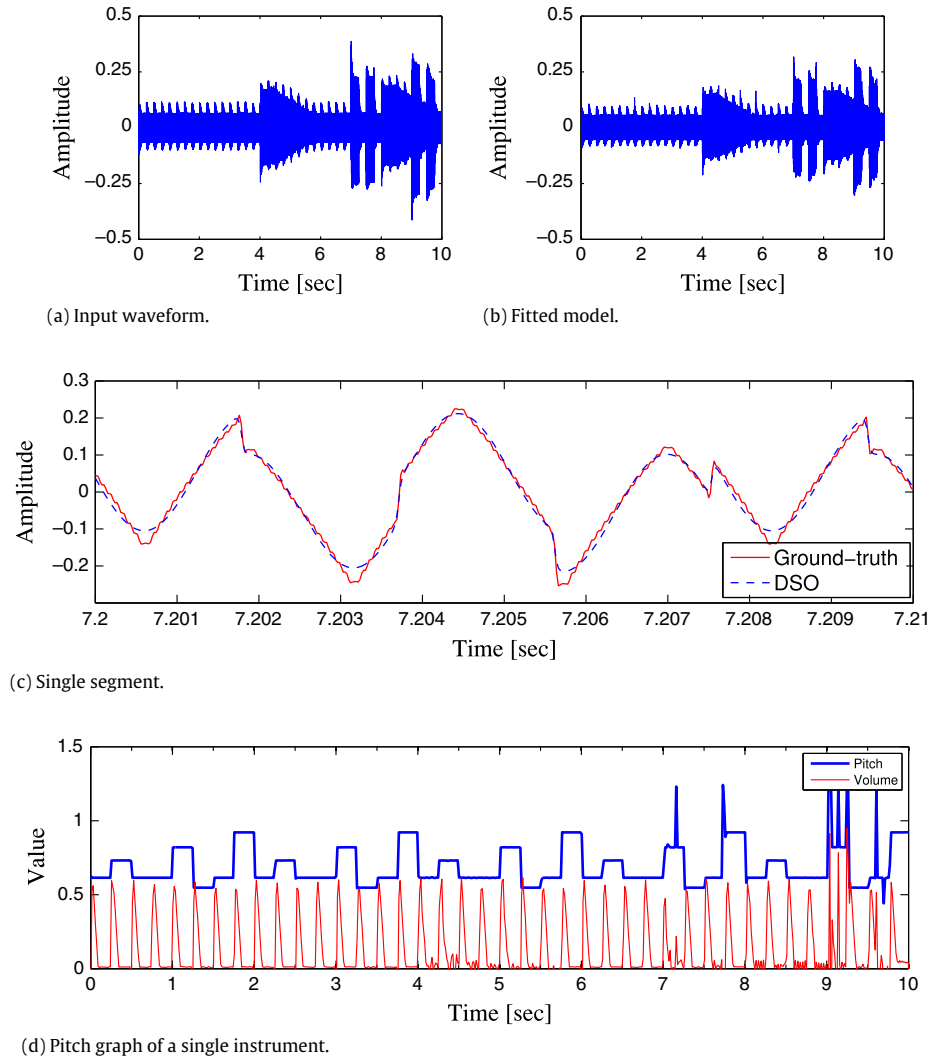 0.5
0.25
0
−0.25
−0.5
Amplitude
0 2 4 6 8 10
Time [sec]
(a) Input waveform.
0.5
0.25
0
−0.25
−0.5
Amplitude
0 2 4 6 8 10
Time [sec]
(b) Fitted model.
0.3
0.2
0.1
0
−0.1
−0.2
Amplitude
Ground−truth
DSO
7.2 7.201 7.202 7.203 7.204 7.205 7.206 7.207 7.208 7.209 7.21
Time [sec]
(c) Single segment.
1.5
1
0.5
0
Value
Pitch
Volume
0 1 2 3 4 5 6 7 8 9 10
Time [sec]
(d) Pitch graph of a single instrument.